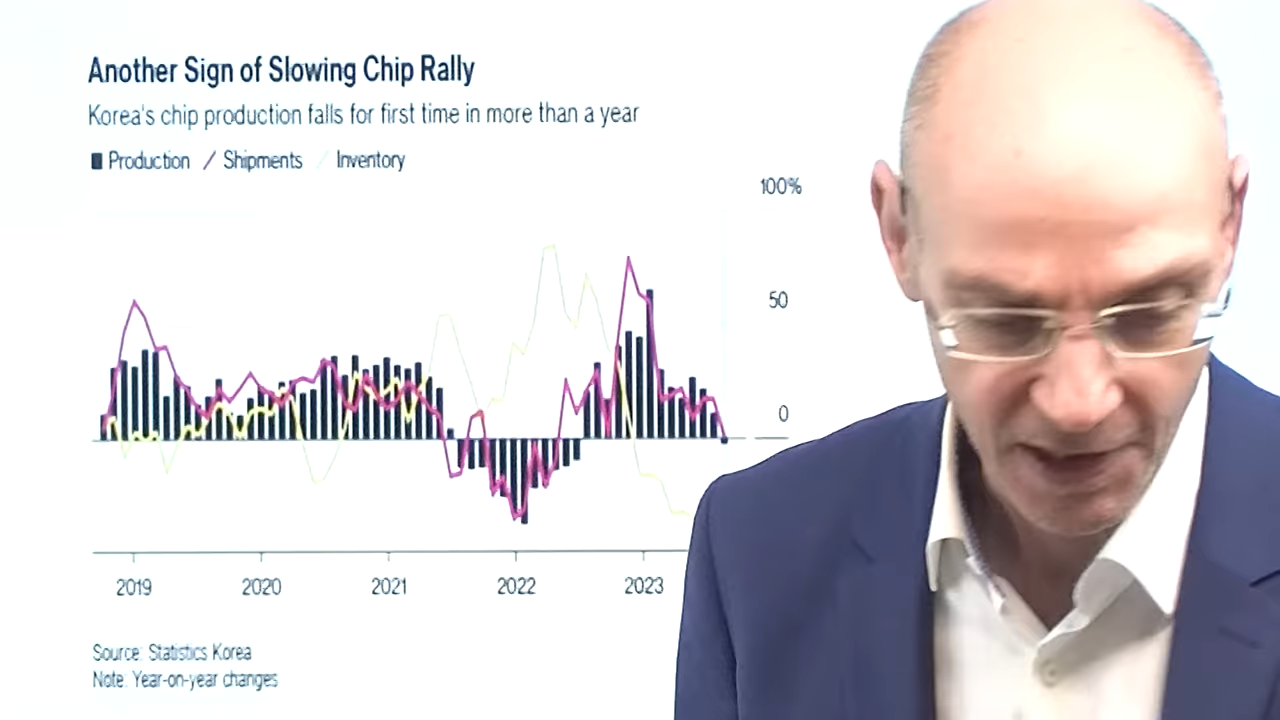 Another Sign of Slowing Chip Rally
Korea's chip production falls for first time in more than a year
Production Shipments Inventory
100%
50
0
2019 2020 2021 2022 2023
Source: Statistics Korea
Note: Year-on-year changes